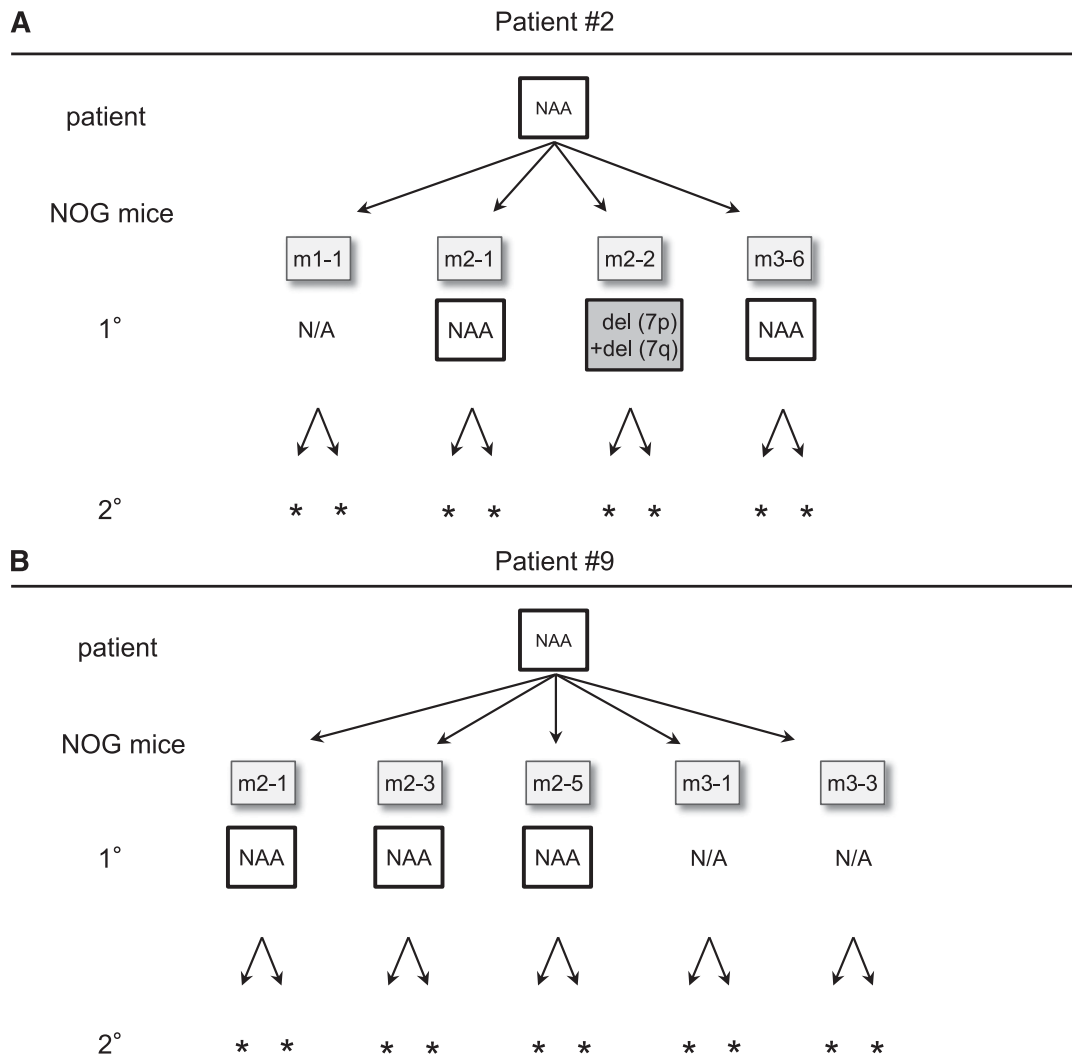 A Patient #2
patient NAA
NOG mice
m1-1 m2-1 m2-2 m3-6
1° N/A NAA del (7p) NAA
+del (7q)
2° * * * * * * * *
B Patient #9
patient NAA
NOG mice
m2-1 m2-3 m2-5 m3-1 m3-3
1° NAA NAA NAA N/A N/A
2° * * * * * * * * * *